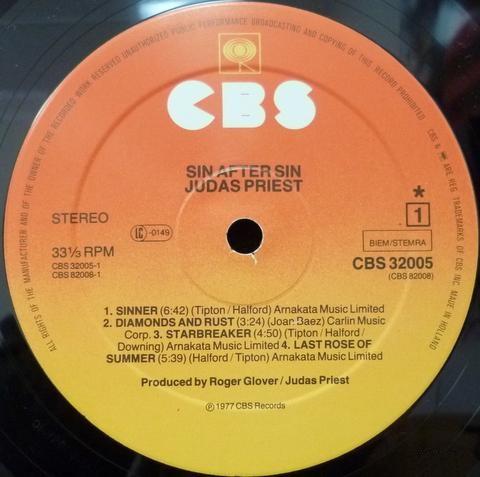 ALL RIGHTS OF THE MANUFACTURER AND OF THE OWNER OF THE RECORDED WORK RESERVED UNAUTHORIZED PUBLIC PERFORMANCE BROADCASTING AND COPYING OF THIS RECORD PROHIBITED
CBS & ARE REG. TRADEMARKS OF CBS INC. MADE IN HOLLAND
CBS
SIN AFTER SIN
JUDAS PRIEST
STEREO
LC -0149
*
1
33⅓ RPM
BIEM/STEMRA
CBS 32005-1
CBS 32005
CBS 82008-1
(CBS 82008)
1. SINNER (6:42) (Tipton / Halford) Arnakata Music Limited
2. DIAMONDS AND RUST (3:24) (Joan Baez) Carlin Music
Corp. 3. STARBREAKER (4:50) (Tipton / Halford /
Downing) Arnakata Music Limited 4. LAST ROSE OF
SUMMER (5:39) (Halford / Tipton) Arnakata Music Limited
Produced by Roger Glover / Judas Priest
℗ 1977 CBS Records